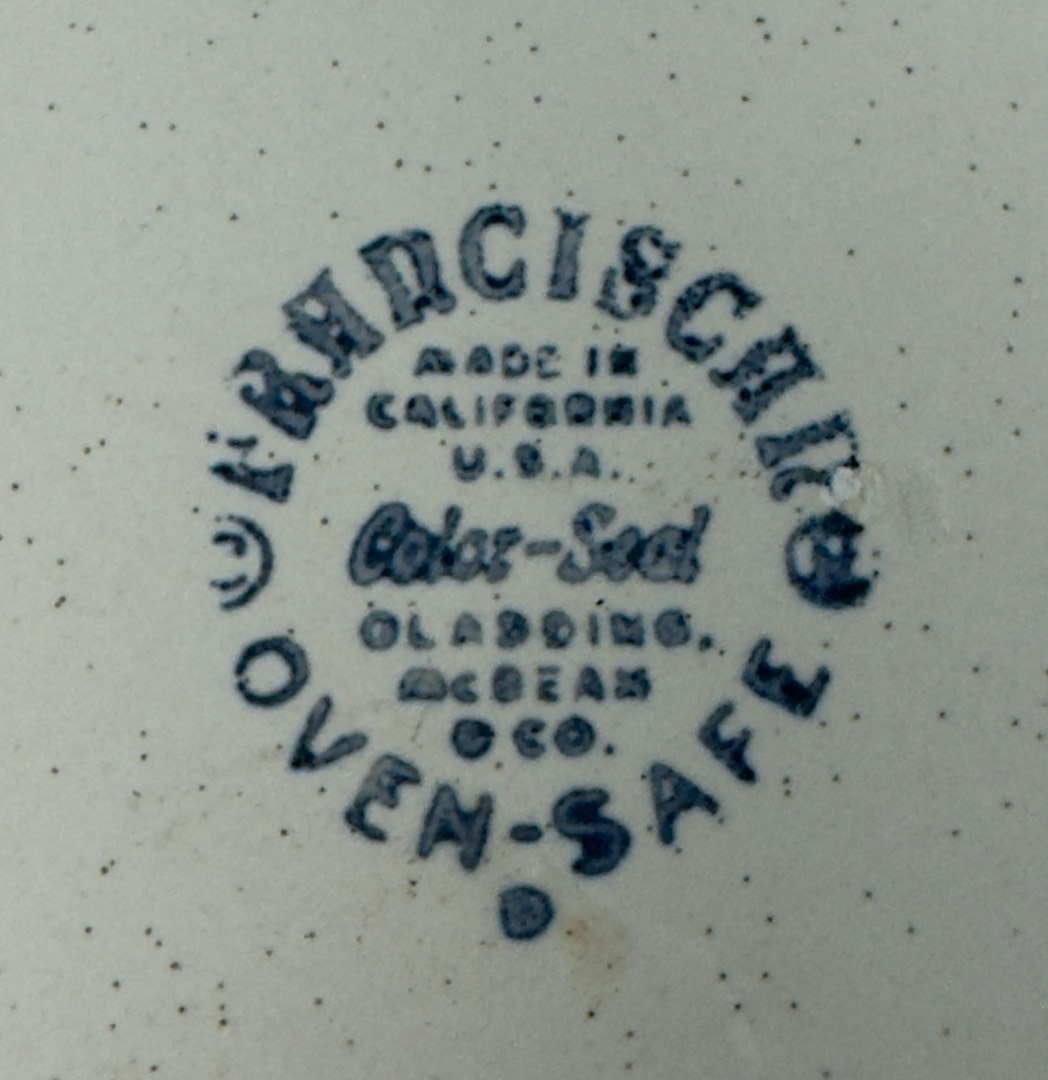 FRANCISCAN
MADE IN
CALIFORNIA
U.S.A.
Color-Seal
GLADDING,
McBEAN
& CO.
OVEN-SAFE